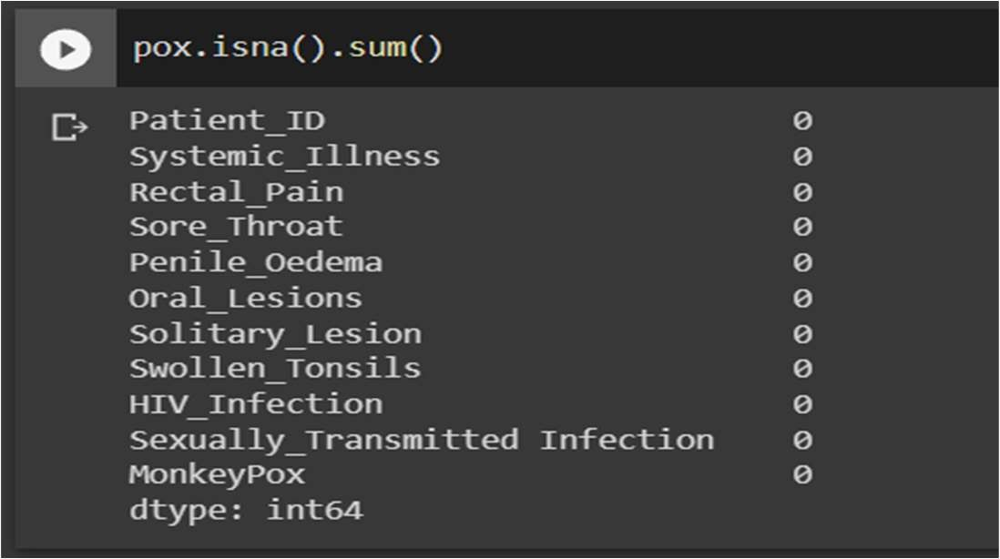 pox.isna().sum()
Patient_ID 0
Systemic_Illness 0
Rectal_Pain 0
Sore_Throat 0
Penile_Oedema 0
Oral_Lesions 0
Solitary_Lesion 0
Swollen_Tonsils 0
HIV_Infection 0
Sexually_Transmitted Infection 0
MonkeyPox 0
dtype: int64